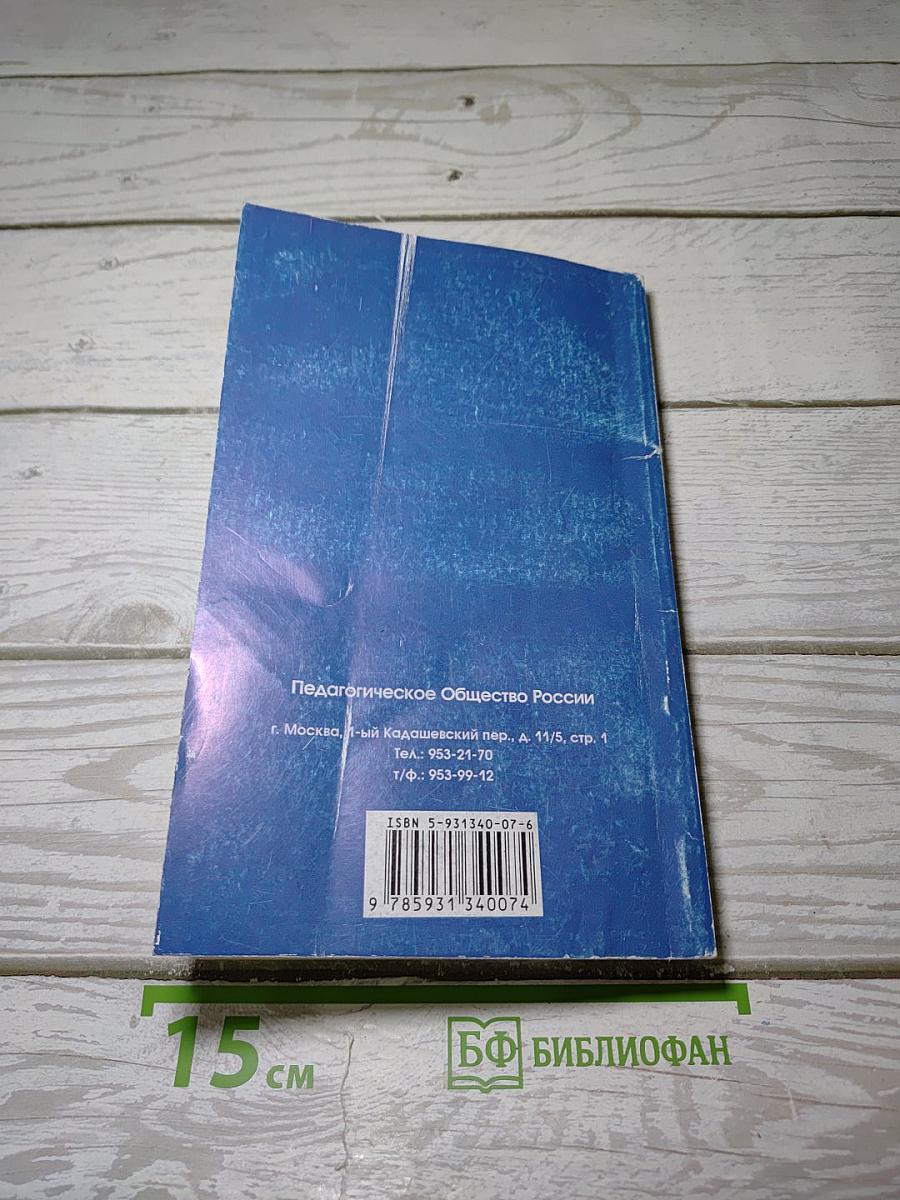 Педагогическое Общество России
г. Москва, 1-ый Кадашевский пер., д. 11/5, стр. 1
Тел.: 953-21-70
т/ф.: 953-99-12
ISBN 5-931340-07-6
9 785931 340074
15 см
БФ БИБЛИОФАН